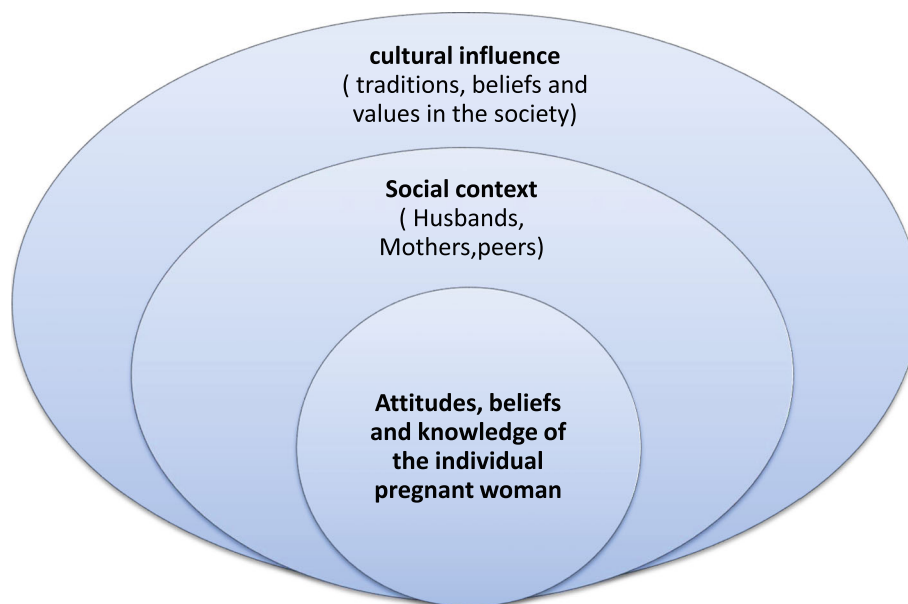 cultural influence
( traditions, beliefs and
values in the society)
Social context
( Husbands,
Mothers,peers)
Attitudes, beliefs
and knowledge of
the individual
pregnant woman